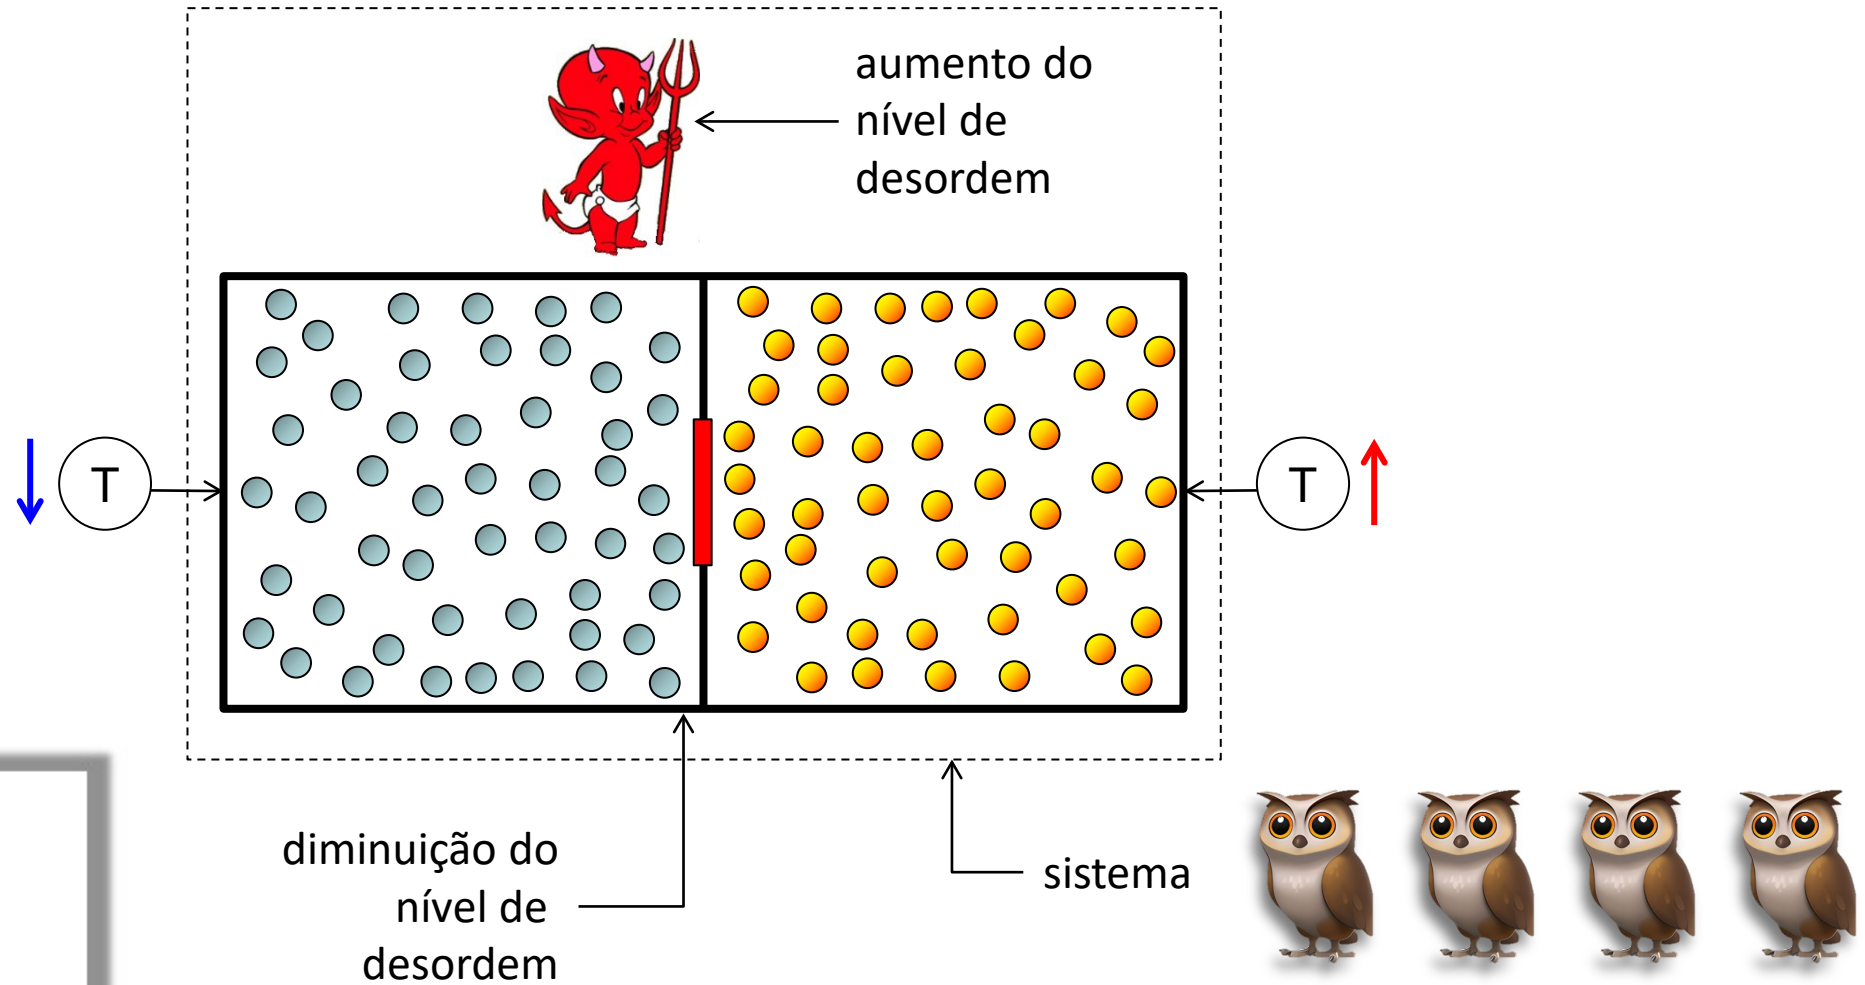 aumento do
nível de
desordem
T
T
diminuição do
nível de
desordem
sistema